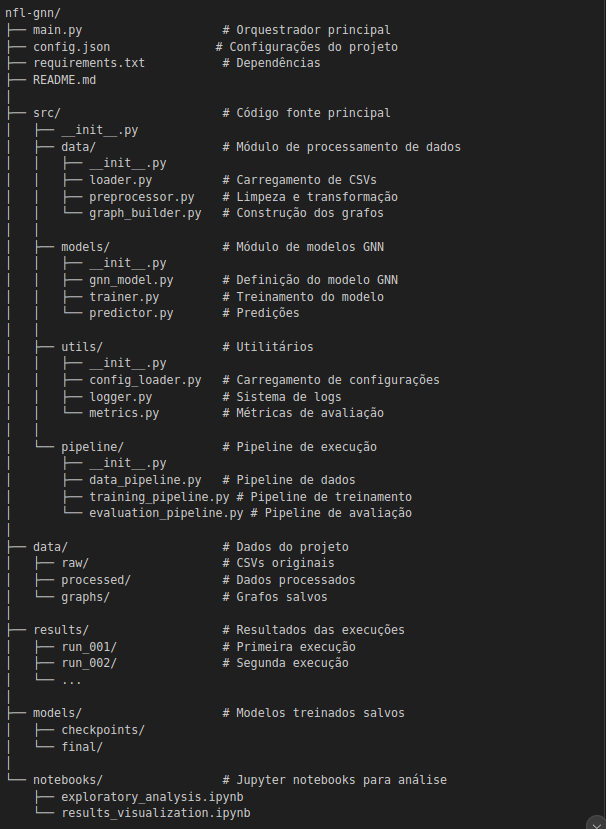 nfl-gnn/
├── main.py                    # Orquestrador principal
├── config.json               # Configurações do projeto
├── requirements.txt           # Dependências
├── README.md
│
├── src/                       # Código fonte principal
│   ├── __init__.py
│   ├── data/                  # Módulo de processamento de dados
│   │   ├── __init__.py
│   │   ├── loader.py          # Carregamento de CSVs
│   │   ├── preprocessor.py    # Limpeza e transformação
│   │   └── graph_builder.py   # Construção dos grafos
│   │
│   ├── models/                # Módulo de modelos GNN
│   │   ├── __init__.py
│   │   ├── gnn_model.py       # Definição do modelo GNN
│   │   ├── trainer.py         # Treinamento do modelo
│   │   └── predictor.py       # Predições
│   │
│   ├── utils/                 # Utilitários
│   │   ├── __init__.py
│   │   ├── config_loader.py   # Carregamento de configurações
│   │   ├── logger.py          # Sistema de logs
│   │   └── metrics.py         # Métricas de avaliação
│   │
│   └── pipeline/              # Pipeline de execução
│       ├── __init__.py
│       ├── data_pipeline.py   # Pipeline de dados
│       ├── training_pipeline.py # Pipeline de treinamento
│       └── evaluation_pipeline.py # Pipeline de avaliação
│
├── data/                      # Dados do projeto
│   ├── raw/                   # CSVs originais
│   ├── processed/             # Dados processados
│   └── graphs/                # Grafos salvos
│
├── results/                   # Resultados das execuções
│   ├── run_001/               # Primeira execução
│   ├── run_002/               # Segunda execução
│   └── ...
│
├── models/                    # Modelos treinados salvos
│   ├── checkpoints/
│   └── final/
│
└── notebooks/                 # Jupyter notebooks para análise
    ├── exploratory_analysis.ipynb
    └── results_visualization.ipynb